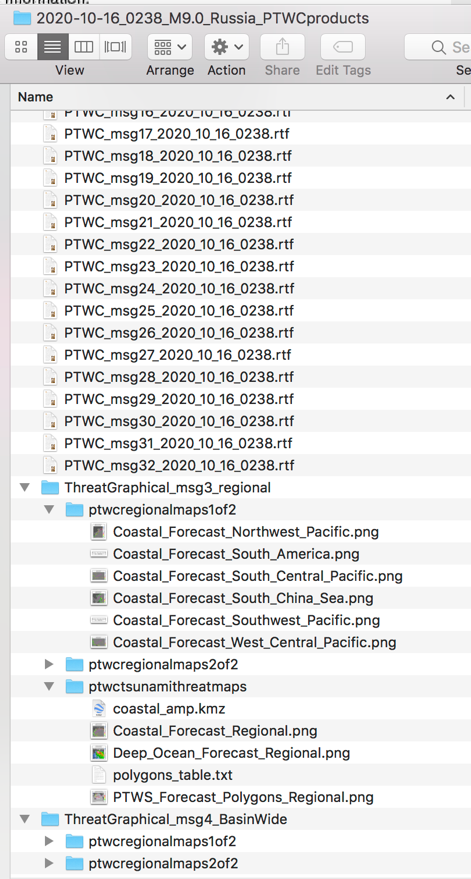 information.
2020-10-16_0238_M9.0_Russia_PTWCproducts
View
Arrange
Action
Share
Edit Tags
Se
Se
Name
PTWC_msg16_2020_10_16_0238.rtf
PTWC_msg17_2020_10_16_0238.rtf
PTWC_msg18_2020_10_16_0238.rtf
PTWC_msg19_2020_10_16_0238.rtf
PTWC_msg20_2020_10_16_0238.rtf
PTWC_msg21_2020_10_16_0238.rtf
PTWC_msg22_2020_10_16_0238.rtf
PTWC_msg23_2020_10_16_0238.rtf
PTWC_msg24_2020_10_16_0238.rtf
PTWC_msg25_2020_10_16_0238.rtf
PTWC_msg26_2020_10_16_0238.rtf
PTWC_msg27_2020_10_16_0238.rtf
PTWC_msg28_2020_10_16_0238.rtf
PTWC_msg29_2020_10_16_0238.rtf
PTWC_msg30_2020_10_16_0238.rtf
PTWC_msg31_2020_10_16_0238.rtf
PTWC_msg32_2020_10_16_0238.rtf
ThreatGraphical_msg3_regional
ptwcregionalmaps1of2
Coastal_Forecast_Northwest_Pacific.png
Coastal_Forecast_South_America.png
Coastal_Forecast_South_Central_Pacific.png
Coastal_Forecast_South_China_Sea.png
Coastal_Forecast_Southwest_Pacific.png
Coastal_Forecast_West_Central_Pacific.png
ptwcregionalmaps2of2
ptwctsunamithreatmaps
coastal_amp.kmz
Coastal_Forecast_Regional.png
Deep_Ocean_Forecast_Regional.png
polygons_table.txt
PTWS_Forecast_Polygons_Regional.png
ThreatGraphical_msg4_BasinWide
ptwcregionalmaps1of2
ptwcregionalmaps2of2